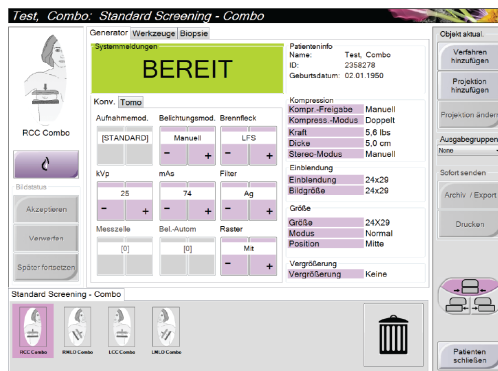 Test, Combo: Standard Screening - Combo
Generator Werkzeuge Biopsie
Systemmeldungen
BEREIT
Patienteninfo
Name: Test, Combo
ID: 2358278
Geburtsdatum: 02.01.1950
Objekt aktual.
Verfahren
hinzufügen
Projektion
hinzufügen
Projektion änder
Ausgabegruppen
None
Sofort senden
Archiv / Export
Drucken
Patienten
schließen
RCC Combo
Bildstatus
Akzeptieren
Verwerfen
Später fortsetzen
Konv. Tomo
Aufnahmemod. Belichtungsmod. Brennfleck
[STANDARD] Manuell LFS
- + - +
kVp mAs Filter
25 74 Ag
- + - + - +
Messzelle Bel.-Autom Raster
[0] [0] Mit
- +
Kompression
Kompr.-Freigabe Manuell
Kompress.-Modus Doppelt
Kraft 5,6 lbs
Dicke 5,0 cm
Stereo-Modus Manuell
Einblendung
Einblendung 24x29
Bildgröße 24x29
Größe
Größe 24X29
Modus Normal
Position Mitte
Vergrößerung
Vergrößerung Keine
Standard Screening - Combo
RCC Combo RMLO Combo LCC Combo LMLO Combo